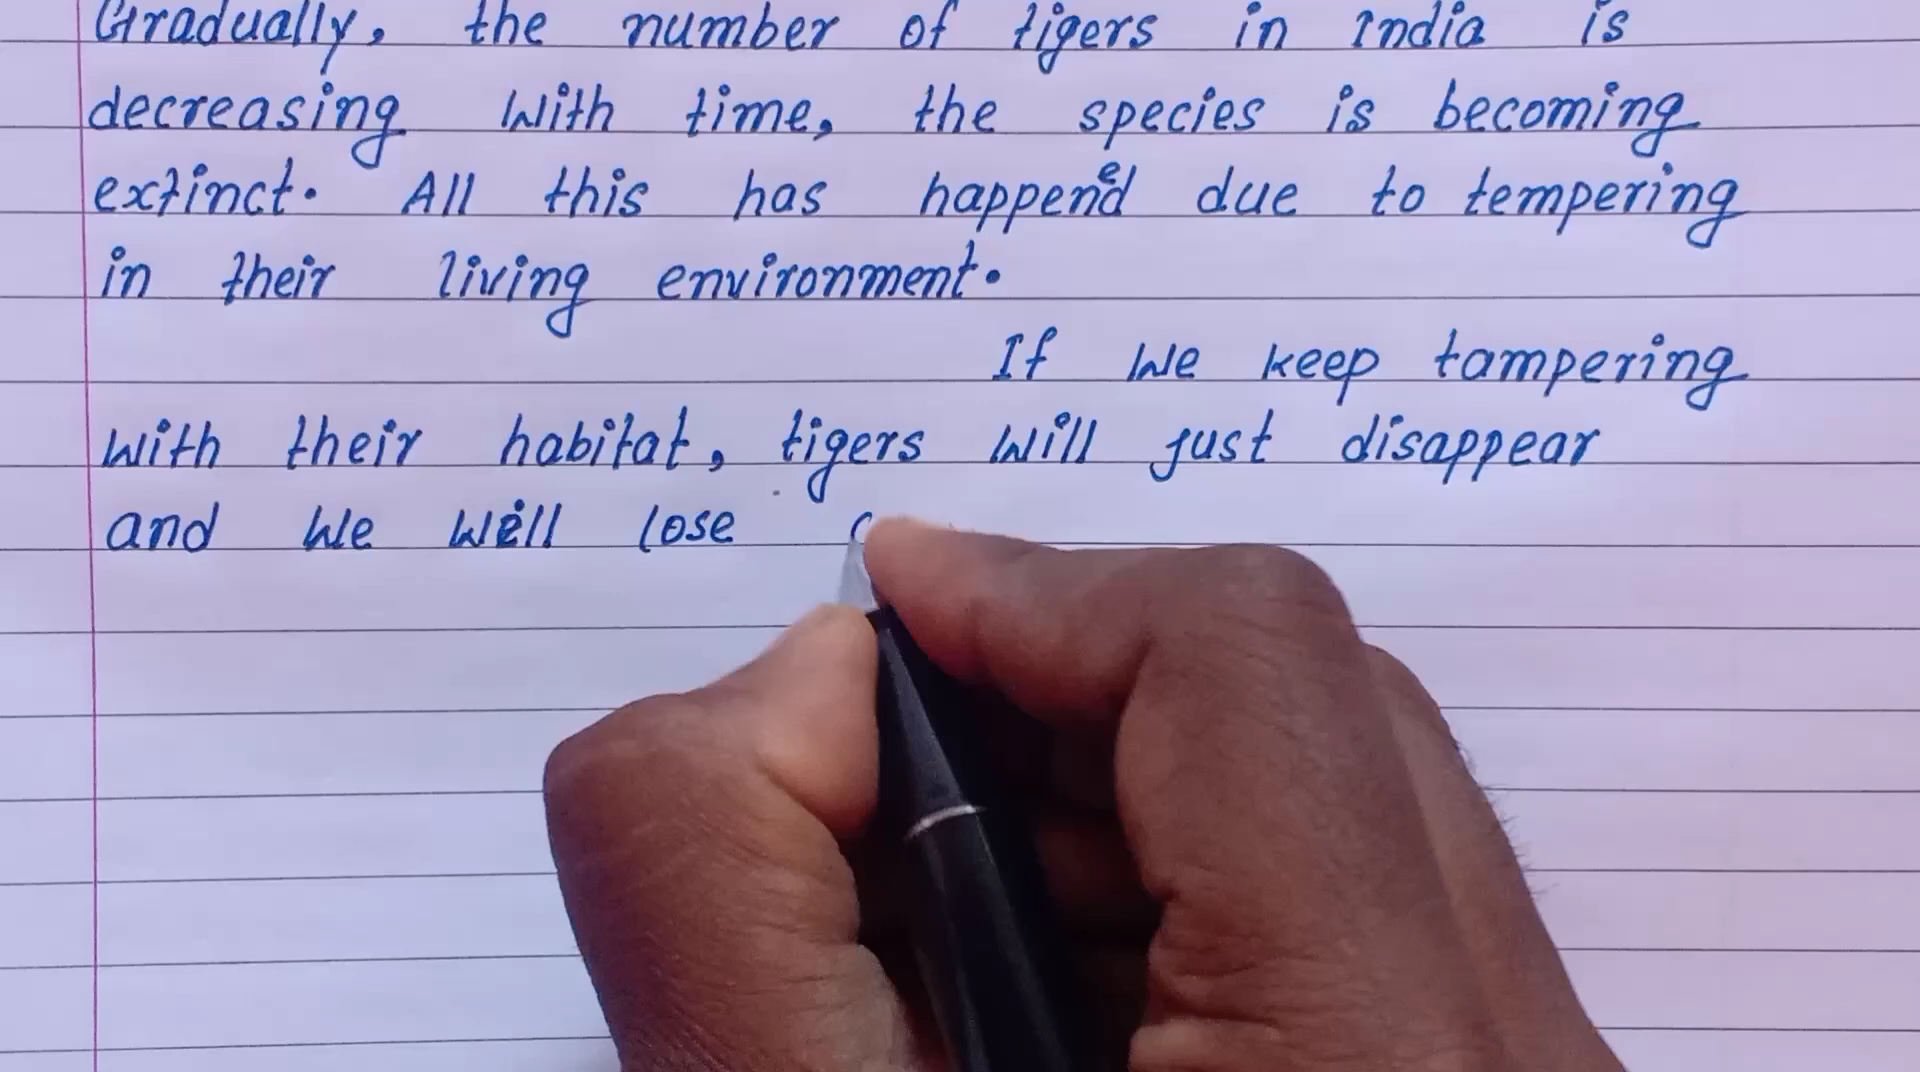 Gradually, the number of tigers in India is
decreasing with time, the species is becoming
extinct. All this has happened due to tempering
in their living environment.
If we keep tampering
with their habitat, tigers will just disappear
and we will lose